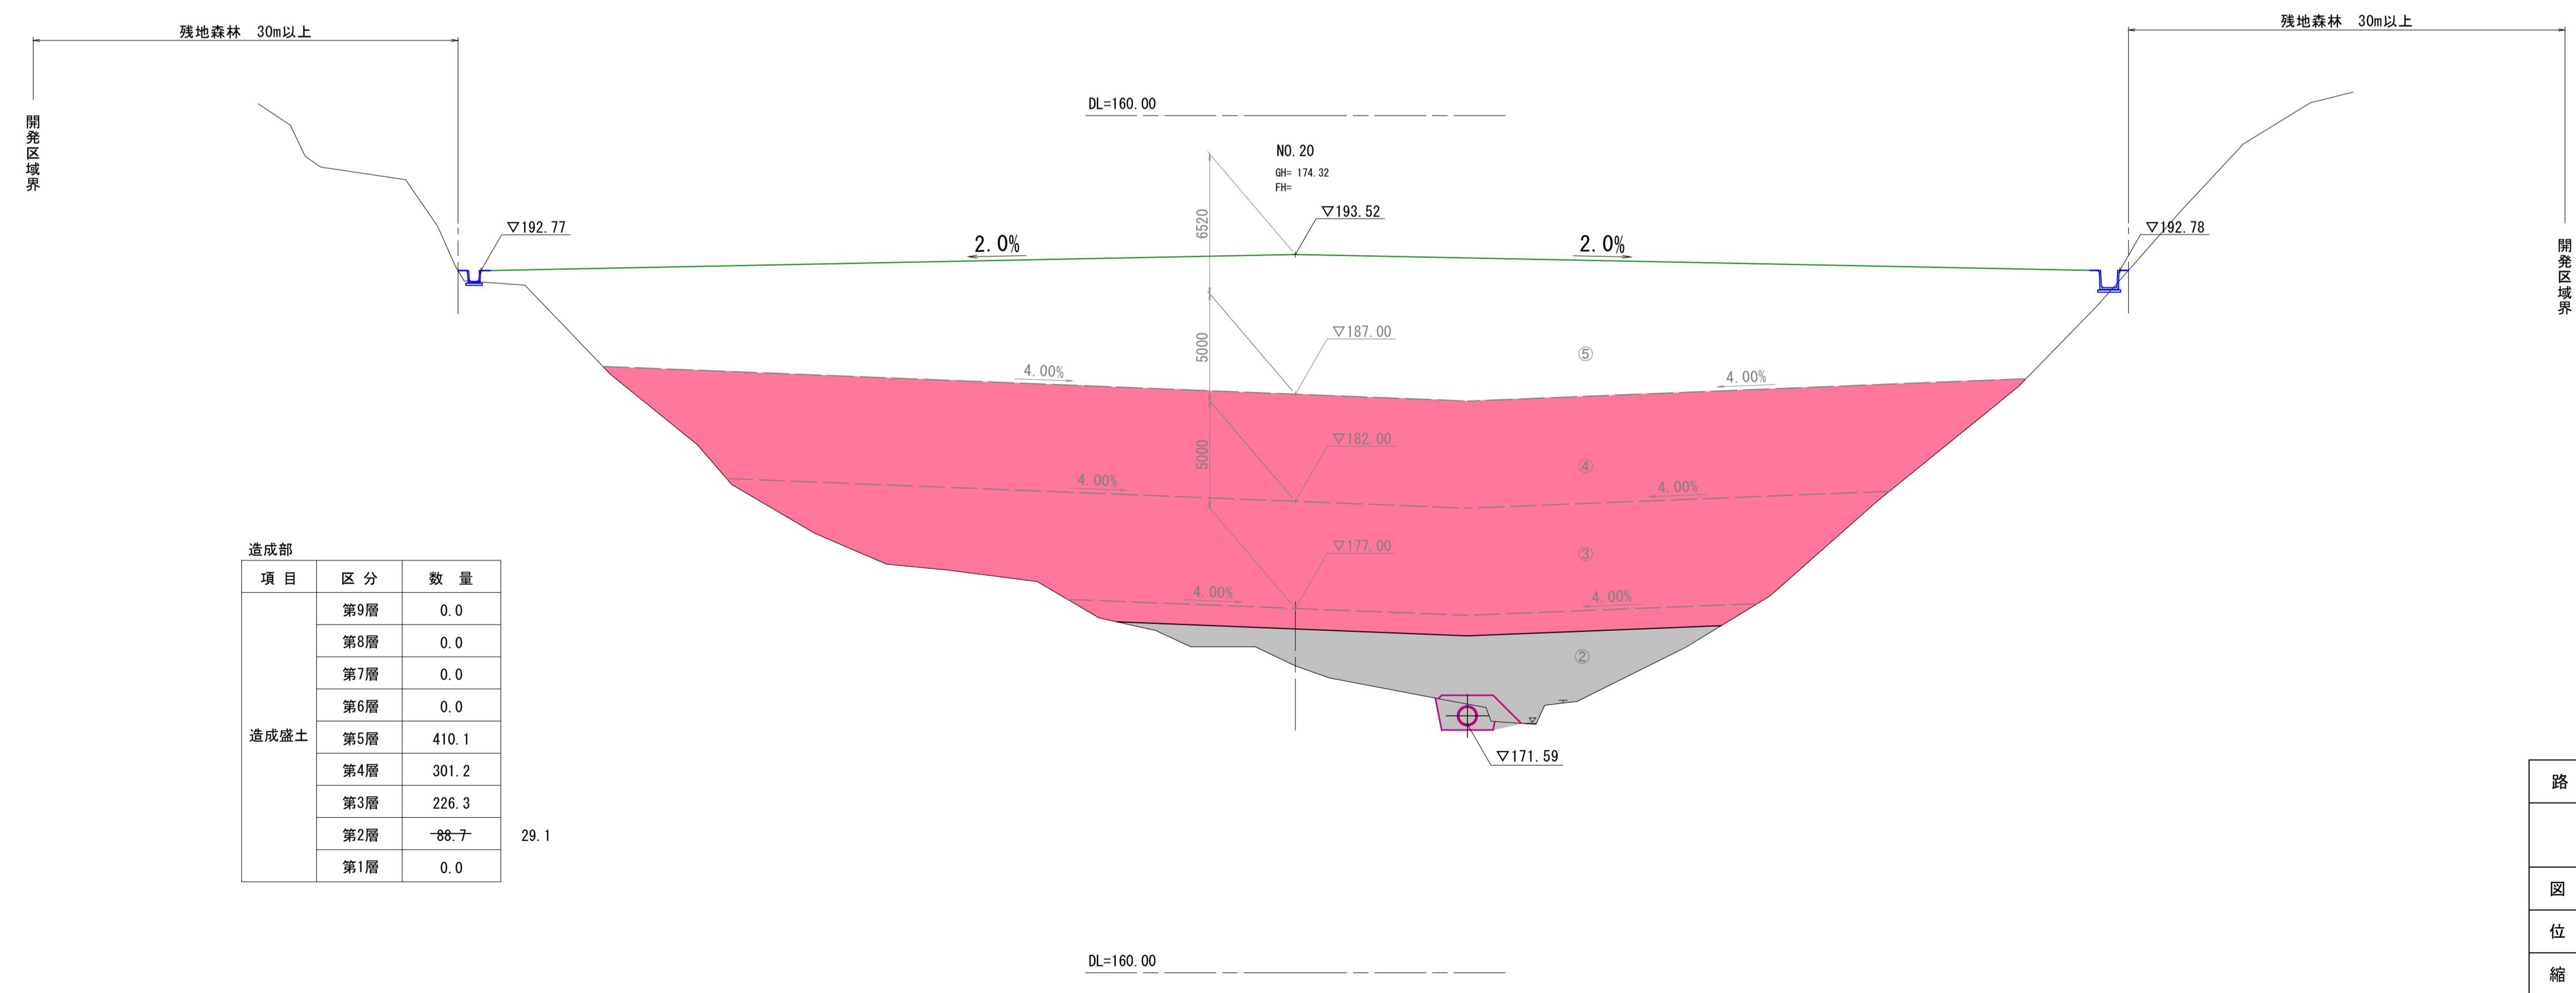 残地森林　30m以上
残地森林　30m以上
開発区域界
DL=160.00
NO.20
GH= 174.32
FH=
▽193.52
▽192.77
▽192.78
開発区域界
6520
2.0%
2.0%
▽187.00
5000
⑤
4.00%
4.00%
▽182.00
5000
④
4.00%
4.00%
▽177.00
③
4.00%
4.00%
②
▽171.59
造成部
項 目 区 分 数　量
造成盛土
第9層 0.0
第8層 0.0
第7層 0.0
第6層 0.0
第5層 410.1
第4層 301.2
第3層 226.3
第2層 88.7 29.1
第1層 0.0
DL=160.00
路
図
位
縮